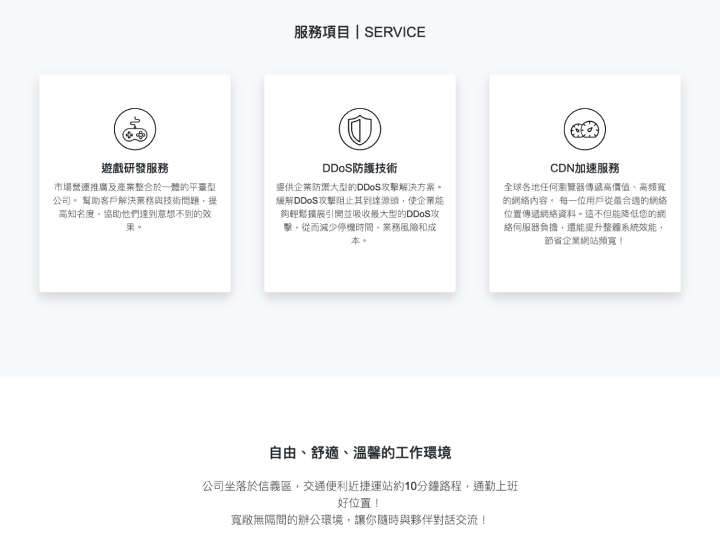 服務項目｜SERVICE
遊戲研發服務
市場營運推廣及產業整合於一體的平臺型
公司。 幫助客戶解決業務與技術問題，提
高知名度，協助他們達到意想不到的效
果。
DDoS防護技術
提供企業防禦大型的DDoS攻擊解決方案。
緩解DDoS攻擊阻止其到達源頭，使企業能
夠輕鬆擴展引開並吸收最大型的DDoS攻
擊，從而減少停機時間，業務風險和成
本。
CDN加速服務
全球各地任何瀏覽器傳遞高價值、高頻寬
的網絡內容。 每一位用戶從最合適的網絡
位置傳遞網絡資料。這不但能降低您的網
絡伺服器負擔，還能提升整體系統效能，
節省企業網站頻寬！
自由、舒適、溫馨的工作環境
公司坐落於信義區，交通便利近捷運站約10分鐘路程，通勤上班
好位置！
寬敞無隔間的辦公環境，讓你隨時與夥伴對話交流！